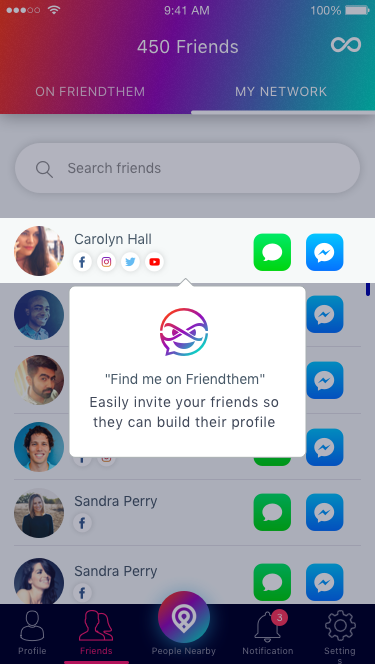 9:41 AM 100%
450 Friends
ON FRIENDTHEM MY NETWORK
Search friends
Carolyn Hall
"Find me on Friendthem"
Easily invite your friends so
they can build their profile
Sandra Perry
Sandra Perry
3
Profile Friends People Nearby Notification Setting
s